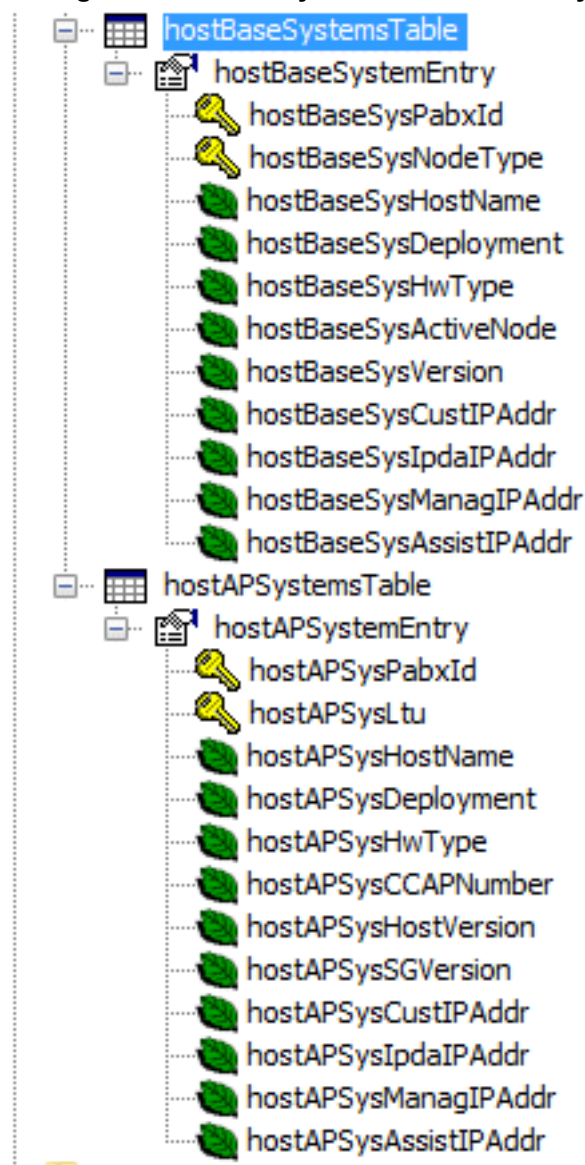 hostBaseSystemsTable
hostBaseSystemEntry
hostBaseSysPabxId
hostBaseSysNodeType
hostBaseSysHostName
hostBaseSysDeployment
hostBaseSysHwType
hostBaseSysActiveNode
hostBaseSysVersion
hostBaseSysCustIPAddr
hostBaseSysIpdaIPAddr
hostBaseSysManagIPAddr
hostBaseSysAssistIPAddr
hostAPSystemsTable
hostAPSystemEntry
hostAPSysPabxId
hostAPSysLtu
hostAPSysHostName
hostAPSysDeployment
hostAPSysHwType
hostAPSysCCAPNumber
hostAPSysHostVersion
hostAPSysSGVersion
hostAPSysCustIPAddr
hostAPSysIpdaIPAddr
hostAPSysManagIPAddr
hostAPSysAssistIPAddr